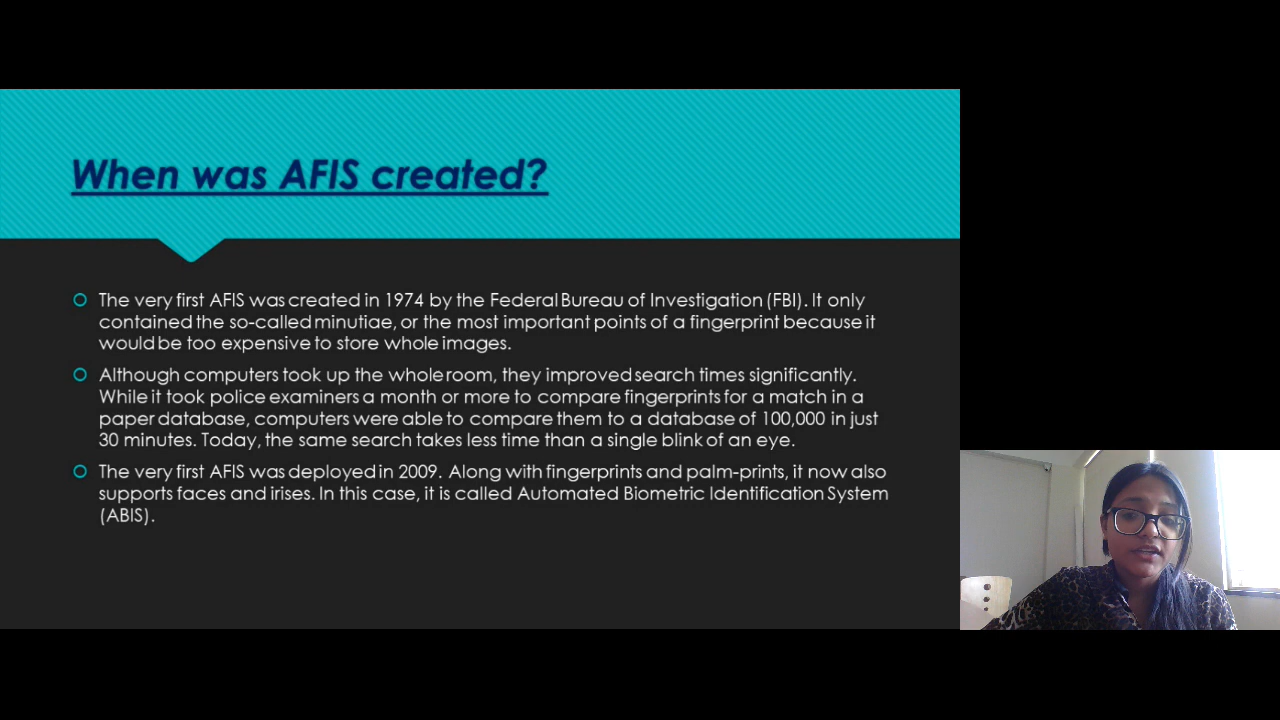 When was AFIS created?
The very first AFIS was created in 1974 by the Federal Bureau of Investigation (FBI). It only
contained the so-called minutiae, or the most important points of a fingerprint because it
would be too expensive to store whole images.
Although computers took up the whole room, they improved search times significantly.
While it took police examiners a month or more to compare fingerprints for a match in a
paper database, computers were able to compare them to a database of 100,000 in just
30 minutes. Today, the same search takes less time than a single blink of an eye.
The very first AFIS was deployed in 2009. Along with fingerprints and palm-prints, it now also
supports faces and irises. In this case, it is called Automated Biometric Identification System
(ABIS).